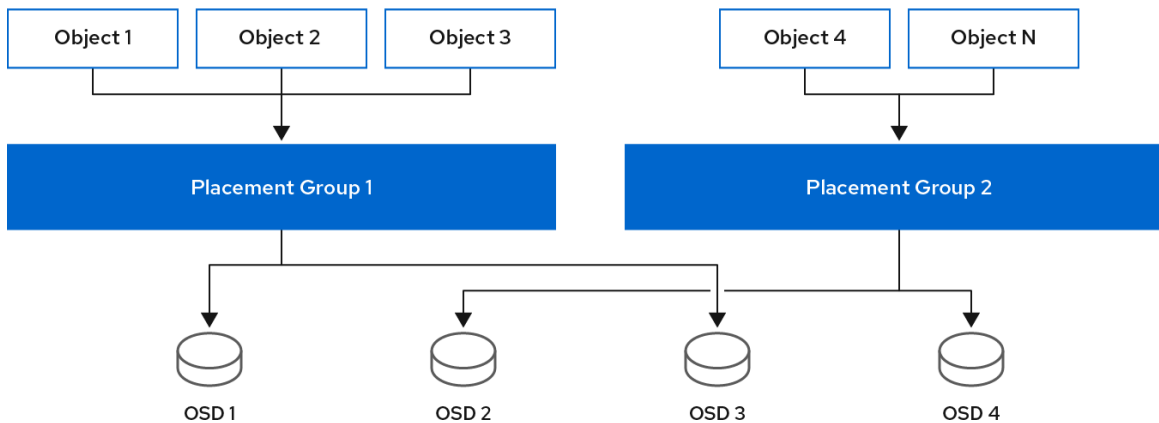 Object 1
Object 2
Object 3
Object 4
Object N
Placement Group 1
Placement Group 2
OSD 1
OSD 2
OSD 3
OSD 4